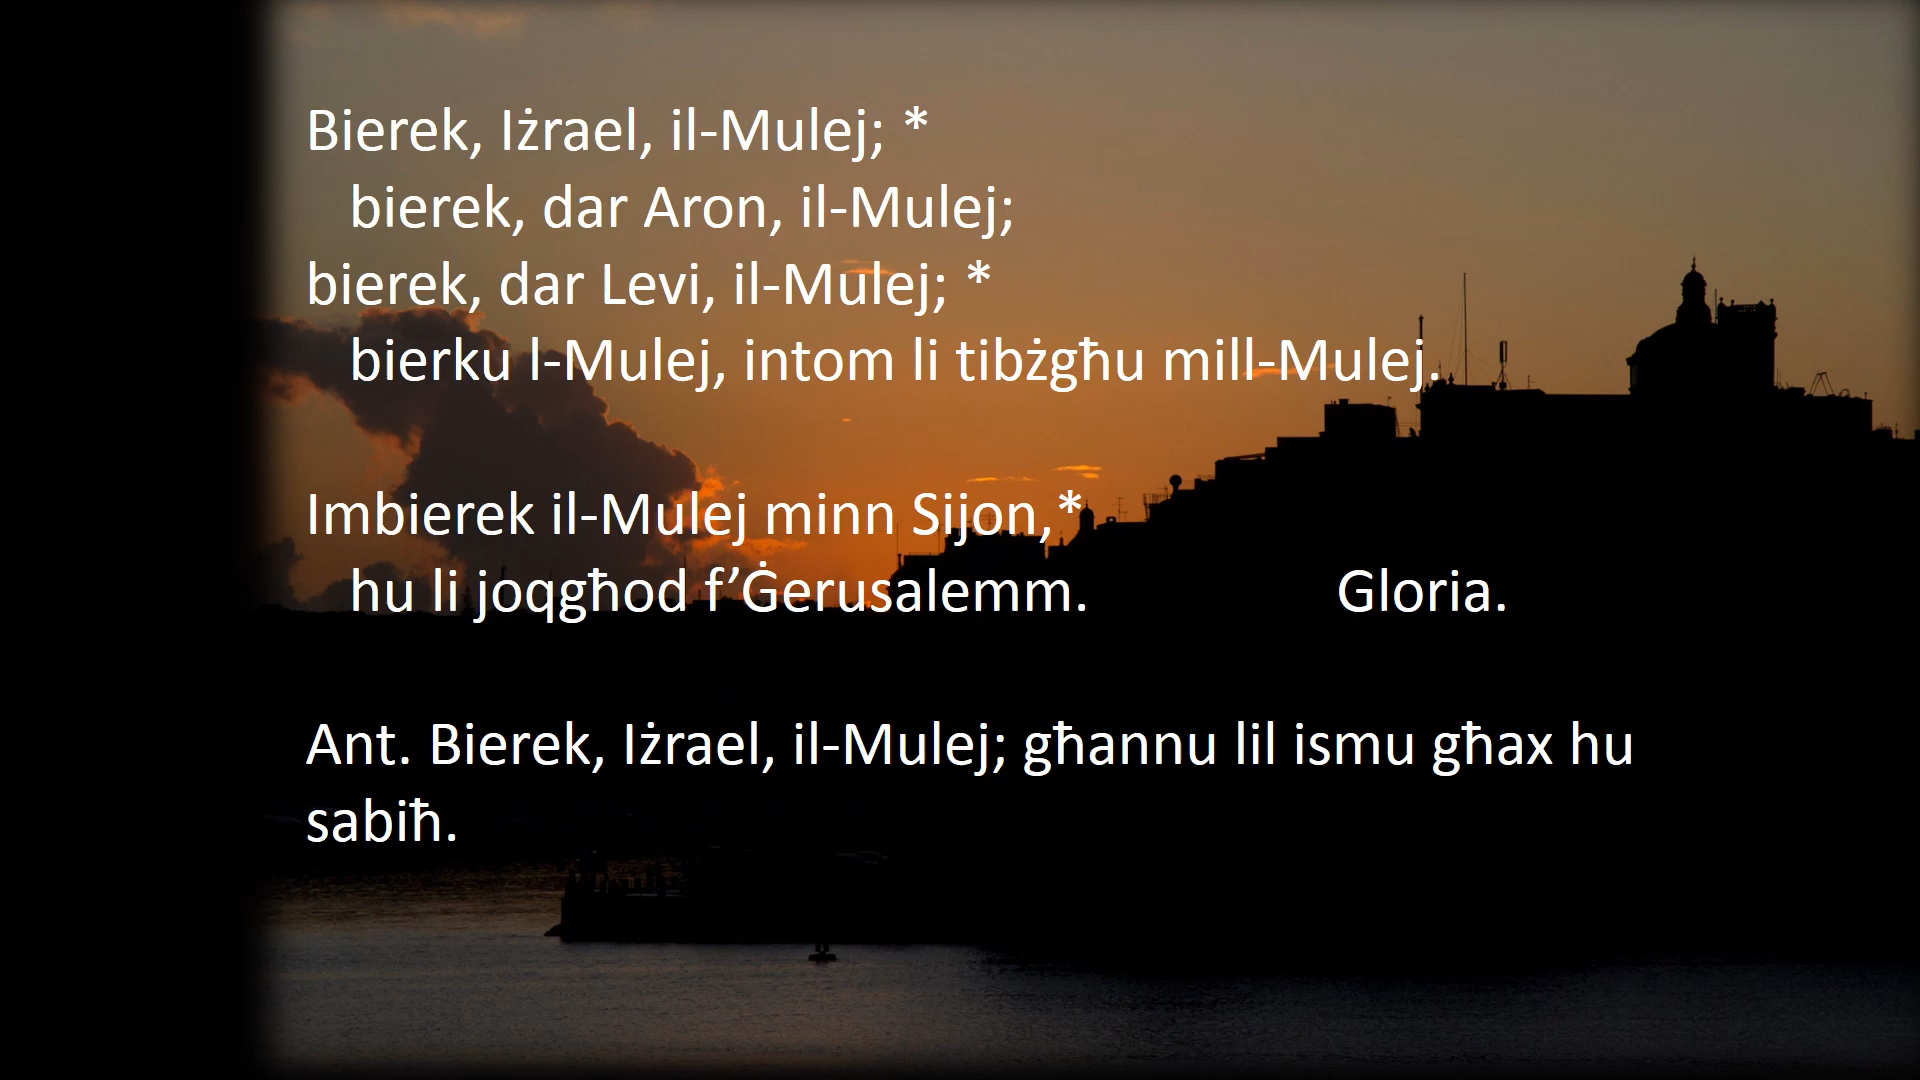 Bierek, Iżrael, il-Mulej; *
bierek, dar Aron, il-Mulej;
bierek, dar Levi, il-Mulej; *
bierku l-Mulej, intom li tibżgħu mill-Mulej.
Imbierek il-Mulej minn Sijon,*
hu li joqgħod f’Ġerusalemm. Gloria.
Ant. Bierek, Iżrael, il-Mulej; għannu lil ismu għax hu
sabiħ.